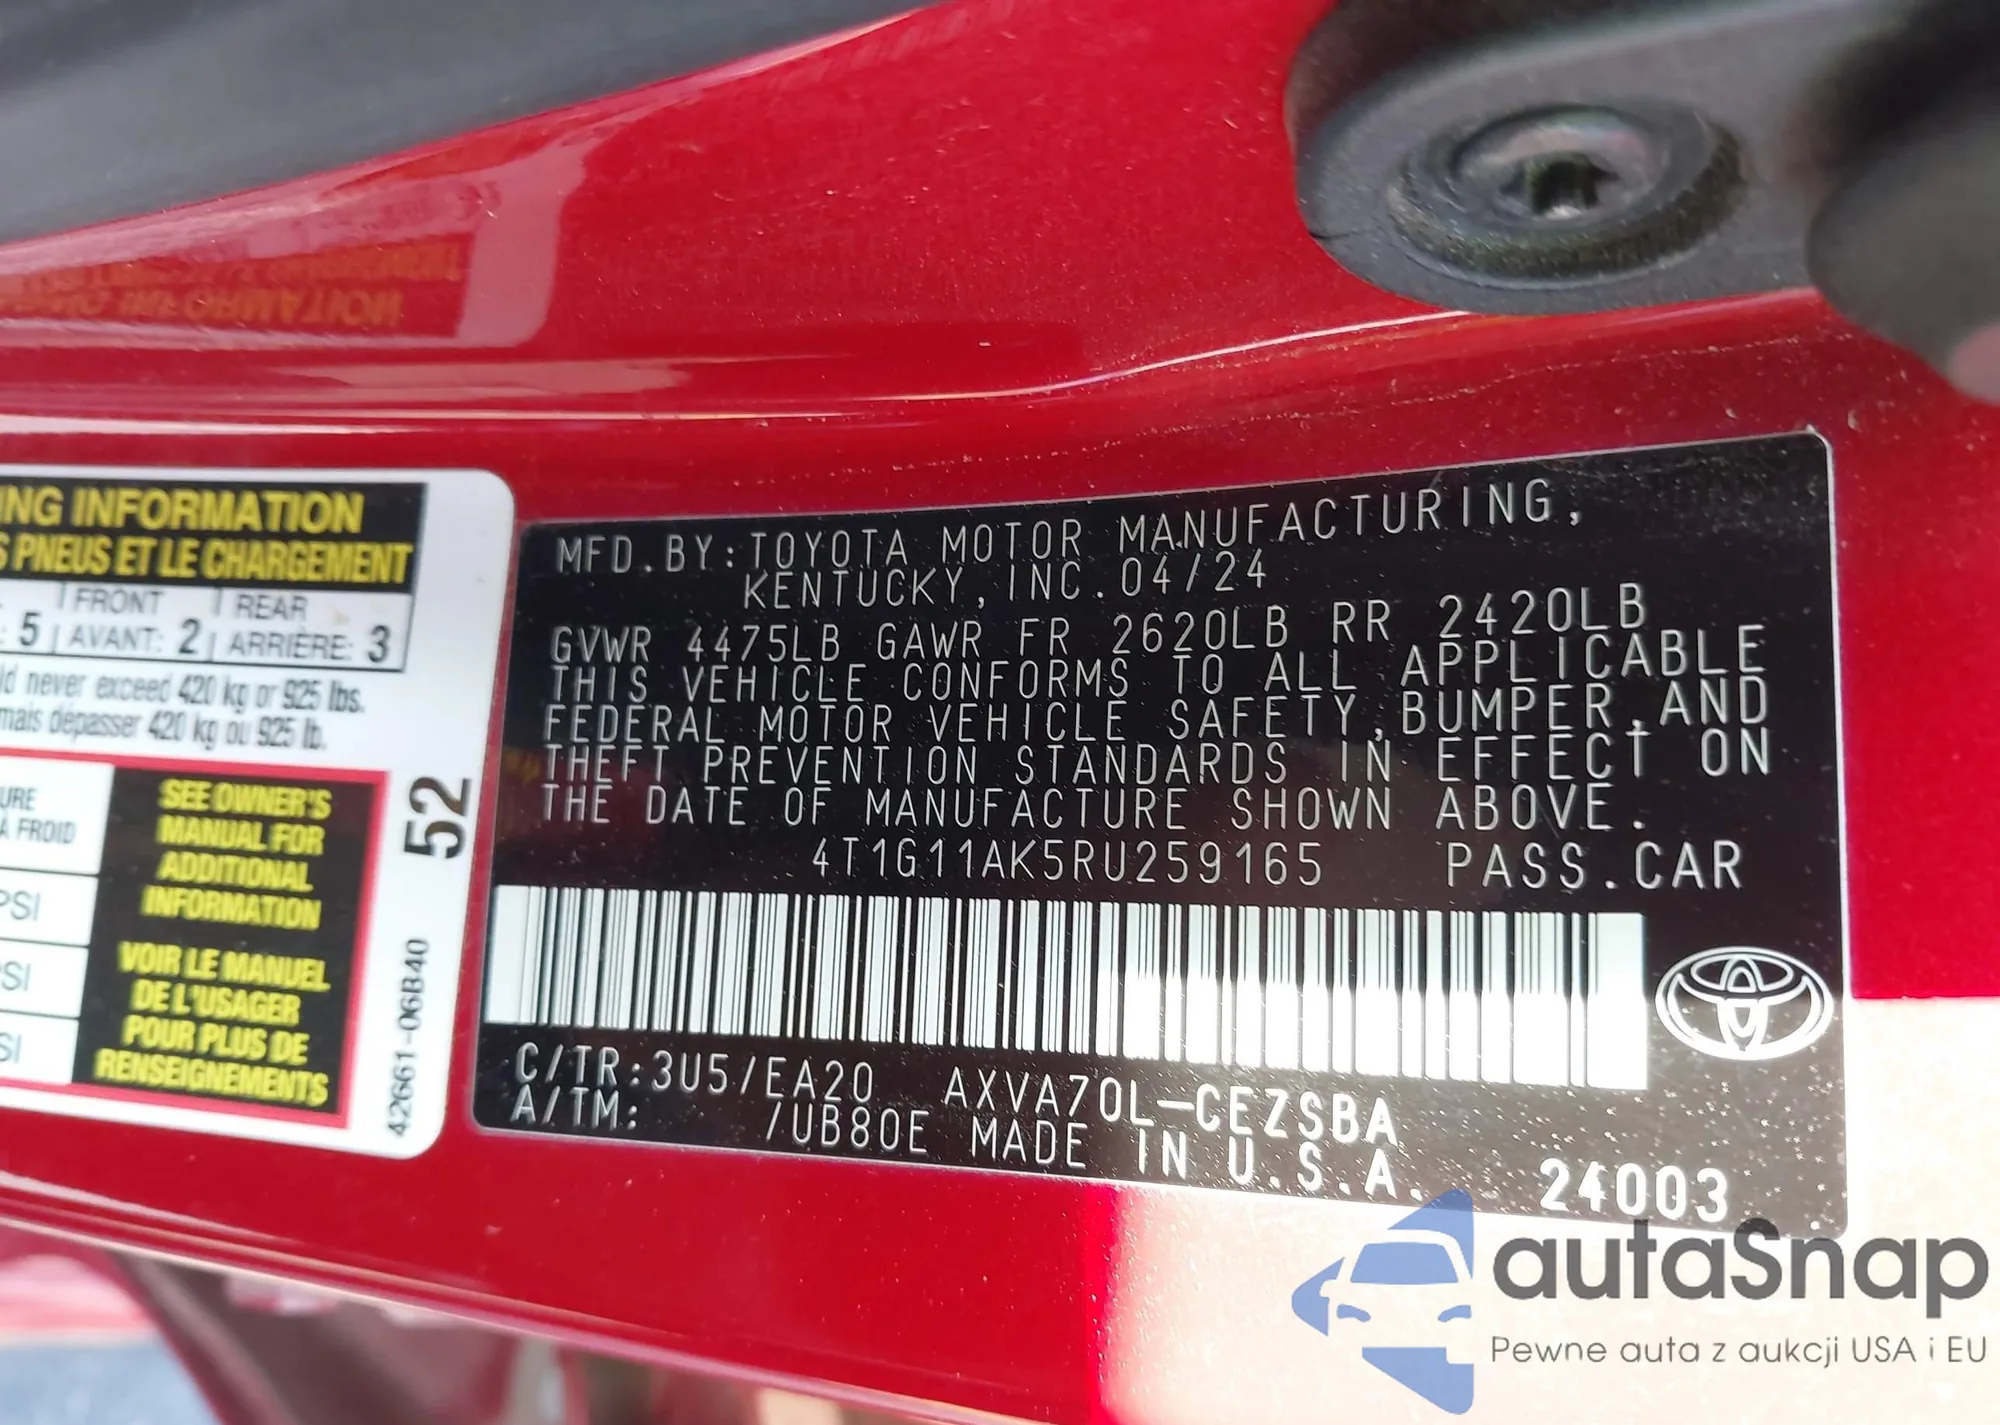 ING INFORMATION
S PNEUS ET LE CHARGEMENT
FRONT REAR
: 5 AVANT: 2 ARRIÈRE: 3
ld never exceed 420 kg or 925 lbs.
mais dépasser 420 kg ou 925 lb.
URE
A FROID
PSI
PSI
SI
SEE OWNER'S
MANUAL FOR
ADDITIONAL
INFORMATION
VOIR LE MANUEL
DE L'USAGER
POUR PLUS DE
RENSEIGNEMENTS
52
42661-06B40
MFD.BY:TOYOTA MOTOR MANUFACTURING,
KENTUCKY,INC.04/24
GVWR 4475LB GAWR FR 2620LB RR 2420LB
THIS VEHICLE CONFORMS TO ALL APPLICABLE
FEDERAL MOTOR VEHICLE SAFETY,BUMPER,AND
THEFT PREVENTION STANDARDS IN EFFECT ON
THE DATE OF MANUFACTURE SHOWN ABOVE.
4T1G11AK5RU259165 PASS.CAR
C/TR:3U5/EA20 AXVA70L-CEZSBA
A/TM: /UB80E MADE IN U.S.A. 24003
autaSnap
Pewne auta z aukcji USA i EU